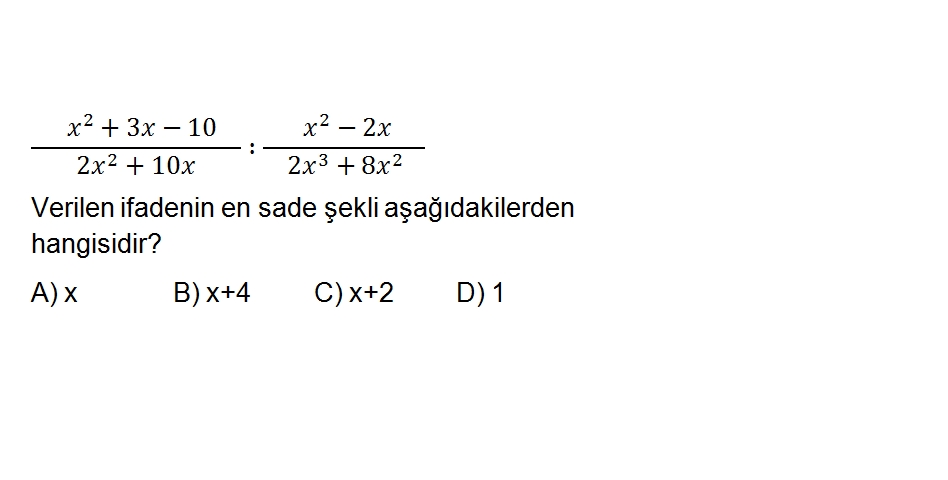 x² + 3x − 10 / 2x² + 10x : x² − 2x / 2x³ + 8x²
Verilen ifadenin en sade şekli aşağıdakilerden
hangisidir?
A) x B) x+4 C) x+2 D) 1